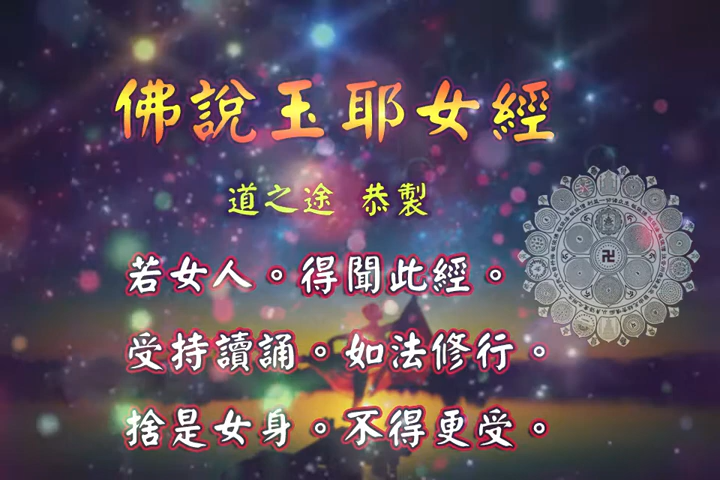 佛說玉耶女經
道之途 恭製
若女人。得聞此經。
受持讀誦。如法修行。
捨是女身。不得更受。
卍